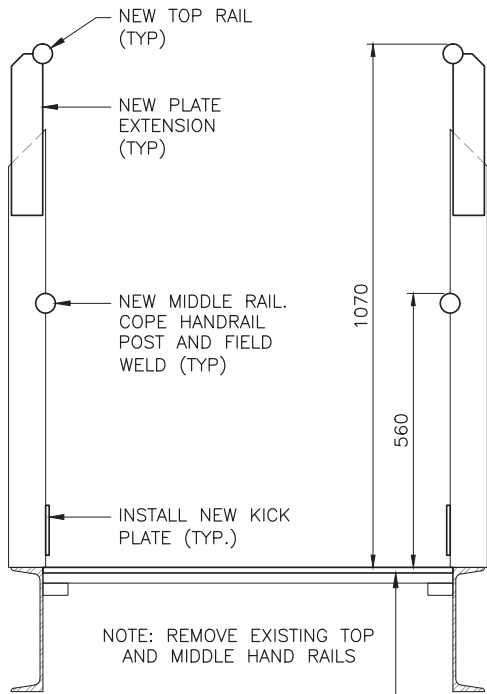 NEW TOP RAIL
(TYP)
NEW PLATE
EXTENSION
(TYP)
1070
NEW MIDDLE RAIL.
COPE HANDRAIL
POST AND FIELD
WELD (TYP)
560
INSTALL NEW KICK
PLATE (TYP.)
NOTE: REMOVE EXISTING TOP
AND MIDDLE HAND RAILS